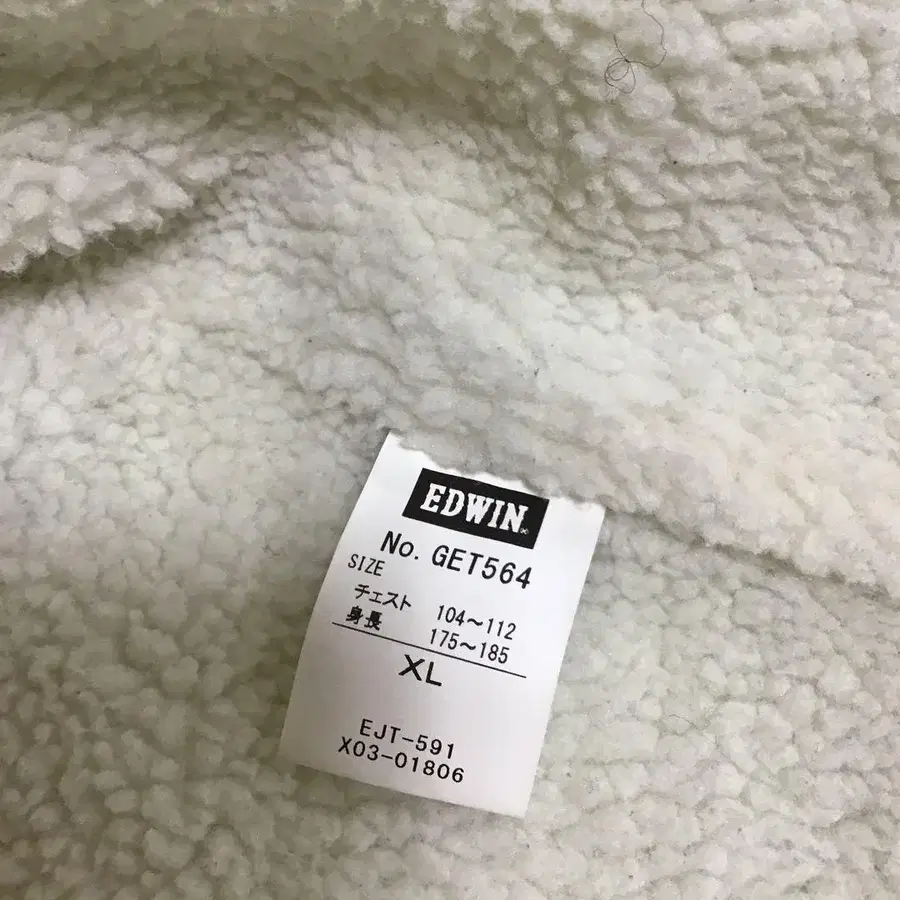 EDWIN
No. GET564
SIZE
チェスト 104～112
身長 175～185
XL
EJT-591
X03-01806